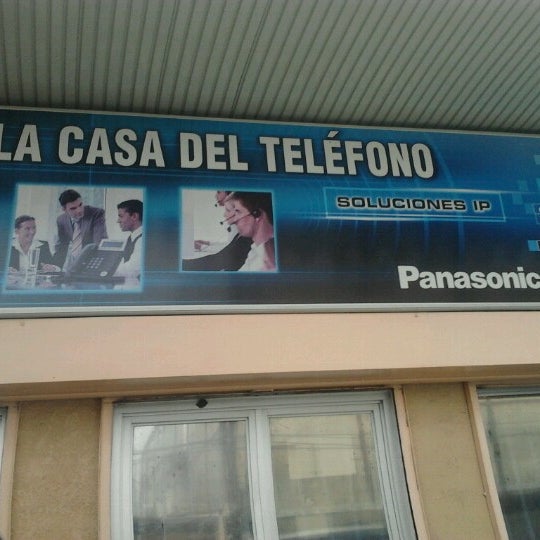 LA CASA DEL TELÉFONO
SOLUCIONES IP
Panasonic